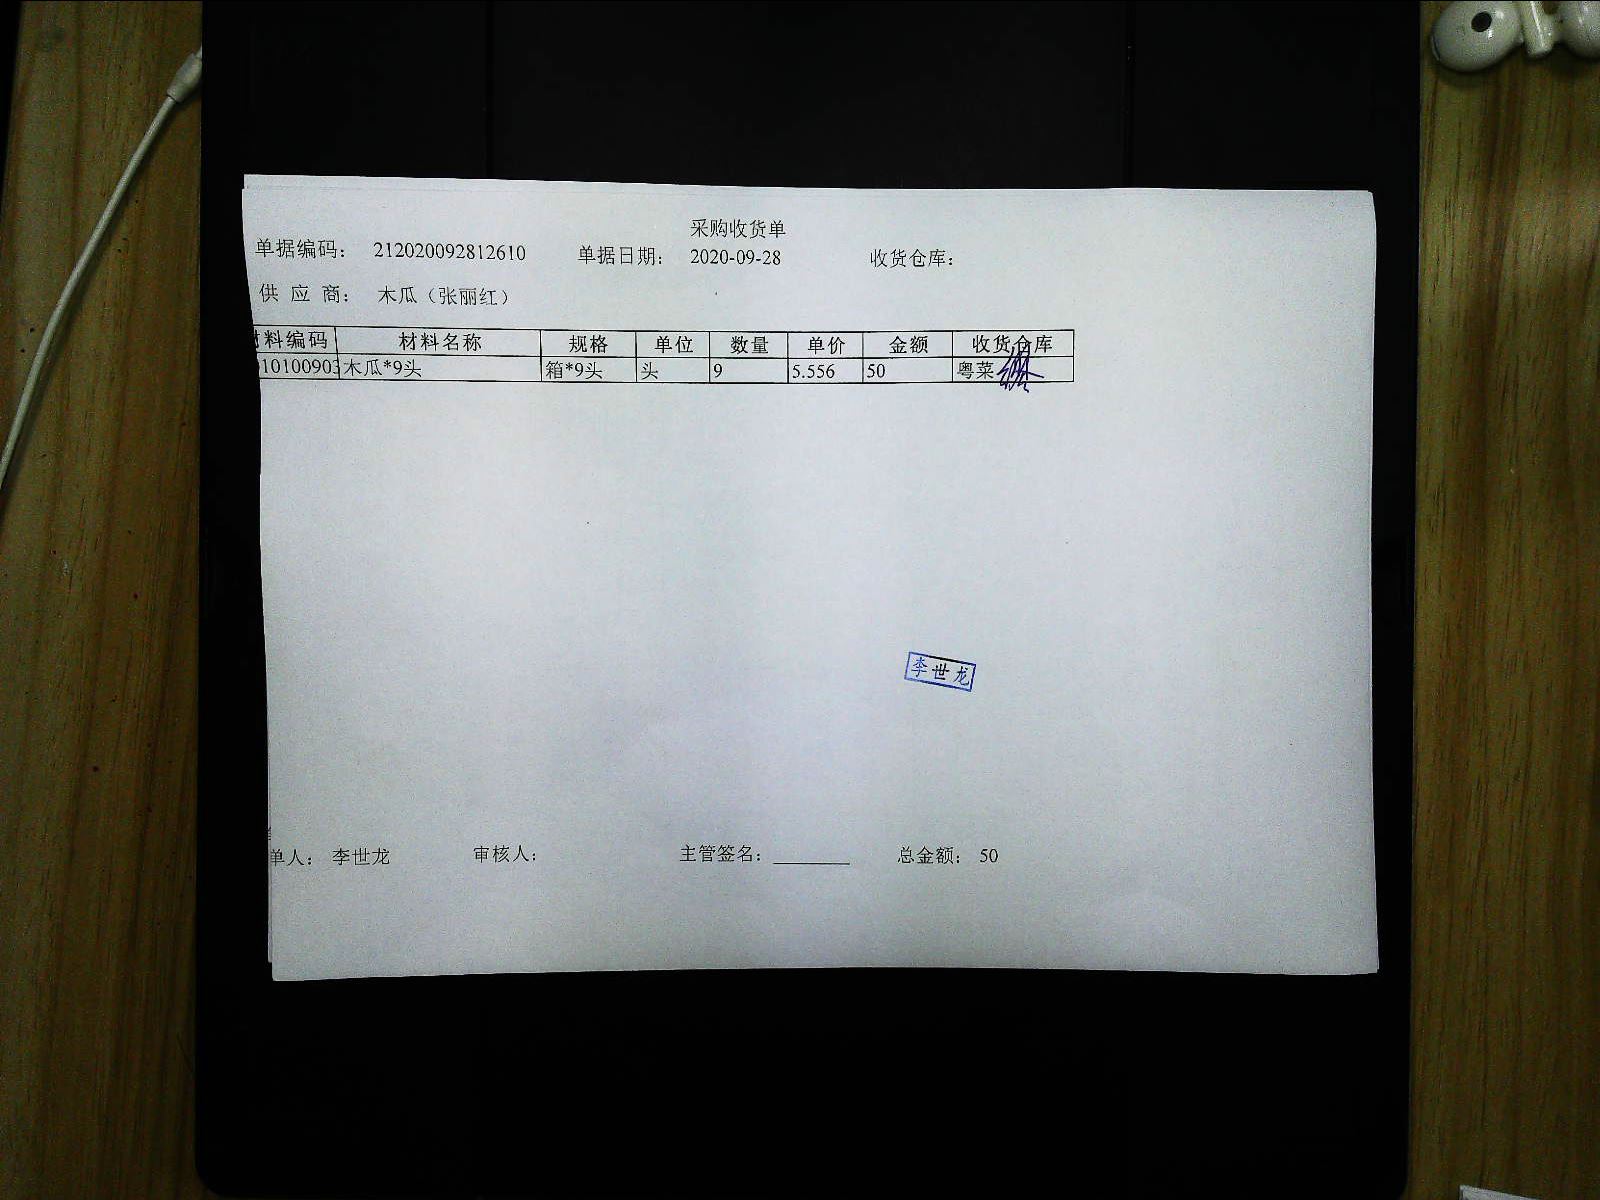 采购收货单
单据编码： 212020092812610 单据日期： 2020-09-28 收货仓库：
供 应 商： 木瓜（张丽红）
材料编码 材料名称 规格 单位 数量 单价 金额 收货仓库
10100903 木瓜*9头 箱*9头 头 9 5.556 50 粤菜
李世龙
单人： 李世龙 审核人： 主管签名： ________ 总金额： 50